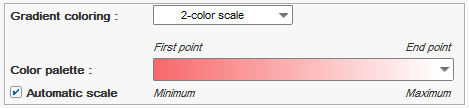 Gradient coloring : 2-color scale
First point End point
Color palette :
Automatic scale Minimum Maximum